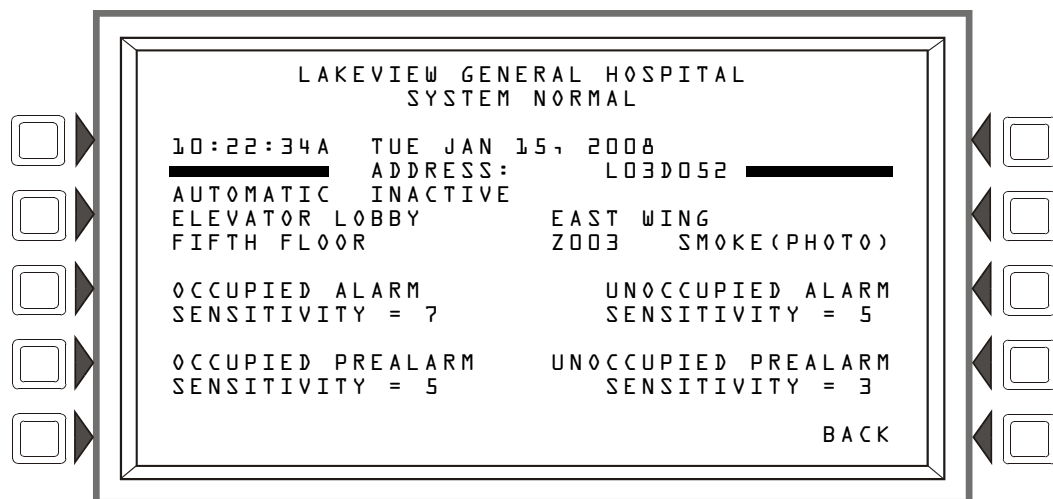 LAKEVIEW GENERAL HOSPITAL
SYSTEM NORMAL
10:22:34A TUE JAN 15, 2008
ADDRESS: L03D052
AUTOMATIC INACTIVE
ELEVATOR LOBBY EAST WING
FIFTH FLOOR Z003 SMOKE(PHOTO)
OCCUPIED ALARM UNOCCUPIED ALARM
SENSITIVITY = 7 SENSITIVITY = 5
OCCUPIED PREALARM UNOCCUPIED PREALARM
SENSITIVITY = 5 SENSITIVITY = 3
BACK